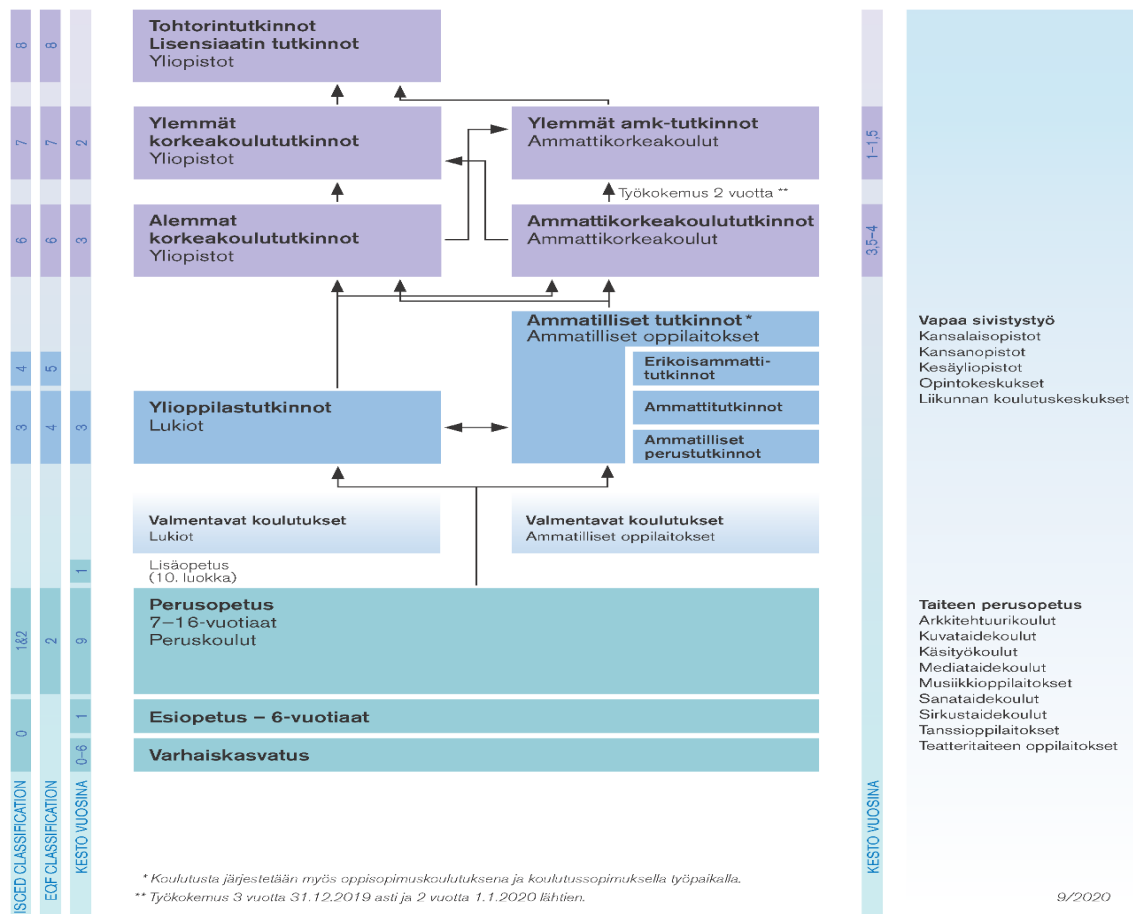 Tohtorintutkinnot
Lisensiaatin tutkinnot
Yliopistot
8
8
Ylemmät
korkeakoulututkinnot
Yliopistot
Ylemmät amk-tutkinnot
Ammattikorkeakoulut
7
7
2
1–1,5
Työkokemus 2 vuotta **
Alemmat
korkeakoulututkinnot
Yliopistot
Ammattikorkeakoulututkinnot
Ammattikorkeakoulut
6
6
3
3,5–4
Ammatilliset tutkinnot *
Ammatilliset oppilaitokset
Erikoisammatti-
tutkinnot
Ammattitutkinnot
Ammatilliset
perustutkinnot
4
5
Ylioppilastutkinnot
Lukiot
3
4
3
Valmentavat koulutukset
Lukiot
Valmentavat koulutukset
Ammatilliset oppilaitokset
Lisäopetus
(10. luokka)
1
Perusopetus
7–16-vuotiaat
Peruskoulut
1&2
2
9
Esiopetus – 6-vuotiaat
0
1
Varhaiskasvatus
0–6
ISCED CLASSIFICATION
EQF CLASSIFICATION
KESTO VUOSINA
KESTO VUOSINA
Vapaa sivistystyö
Kansalaisopistot
Kansanopistot
Kesäyliopistot
Opintokeskukset
Liikunnan koulutuskeskukset
Taiteen perusopetus
Arkkitehtuurikoulut
Kuvataidekoulut
Käsityökoulut
Mediataidekoulut
Musiikkioppilaitokset
Sanataidekoulut
Sirkustaidekoulut
Tanssioppilaitokset
Teatteritaiteen oppilaitokset
* Koulutusta järjestetään myös oppisopimuskoulutuksena ja koulutussopimuksella työpaikalla.
** Työkokemus 3 vuotta 31.12.2019 asti ja 2 vuotta 1.1.2020 lähtien.
9/2020